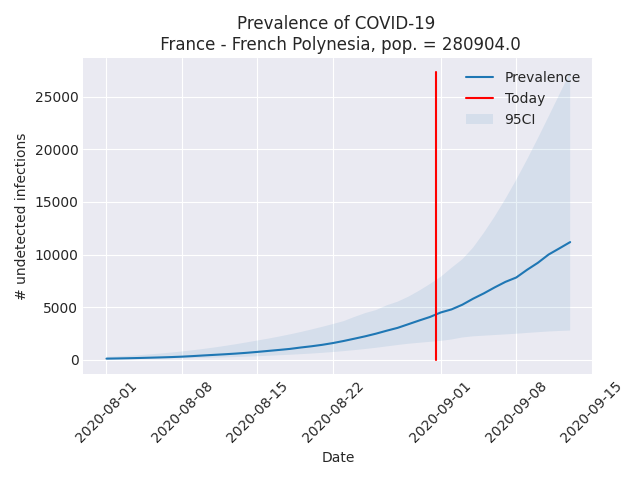 Prevalence of COVID-19
France - French Polynesia, pop. = 280904.0
Prevalence
Today
95CI
25000
20000
15000
10000
5000
0
# undetected infections
2020-08-01
2020-08-08
2020-08-15
2020-08-22
2020-09-01
2020-09-08
2020-09-15
Date